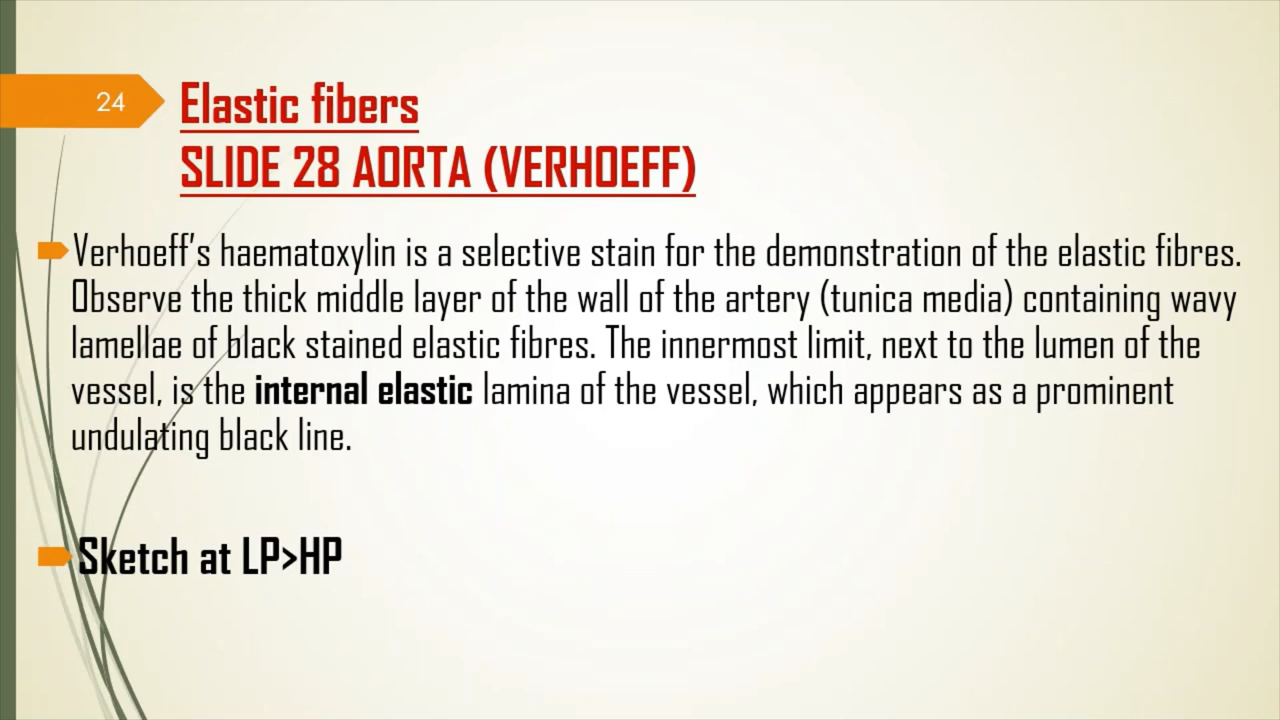 24
Elastic fibers
SLIDE 28 AORTA (VERHOEFF)
Verhoeff's haematoxylin is a selective stain for the demonstration of the elastic fibres.
Observe the thick middle layer of the wall of the artery (tunica media) containing wavy
lamellae of black stained elastic fibres. The innermost limit, next to the lumen of the
vessel, is the internal elastic lamina of the vessel, which appears as a prominent
undulating black line.
Sketch at LP>HP